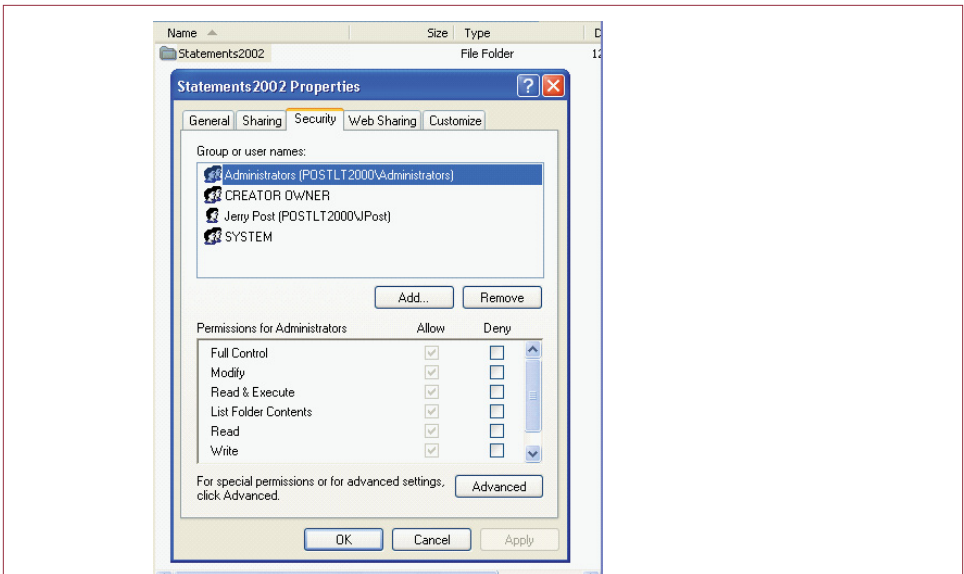 Name Size Type D
Statements2002 File Folder 12
Statements2002 Properties
General Sharing Security Web Sharing Customize
Group or user names:
Administrators (POSTLT2000\Administrators)
CREATOR OWNER
Jerry Post (POSTLT2000\JPost)
SYSTEM
Add... Remove
Permissions for Administrators Allow Deny
Full Control
Modify
Read & Execute
List Folder Contents
Read
Write
For special permissions or for advanced settings,
click Advanced.
Advanced
OK Cancel Apply